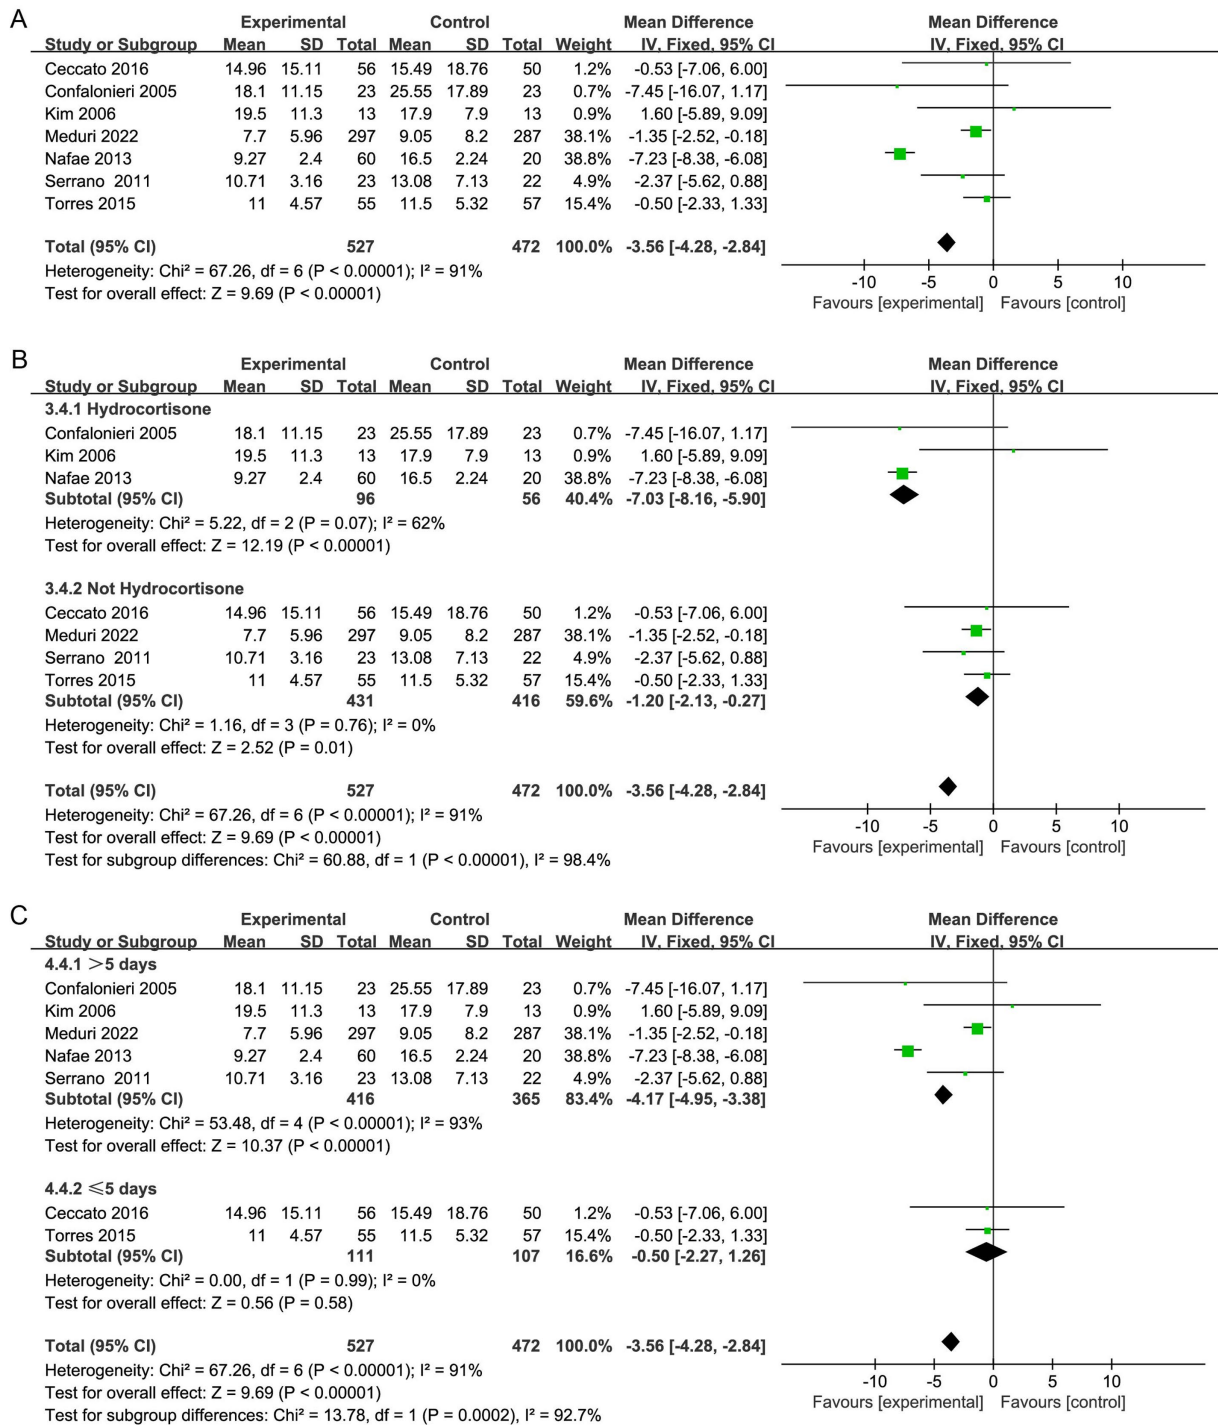 A
Experimental Control Mean Difference Mean Difference
Study or Subgroup Mean SD Total Mean SD Total Weight IV, Fixed, 95% CI IV, Fixed, 95% CI
Ceccato 2016 14.96 15.11 56 15.49 18.76 50 1.2% -0.53 [-7.06, 6.00]
Confalonieri 2005 18.1 11.15 23 25.55 17.89 23 0.7% -7.45 [-16.07, 1.17]
Kim 2006 19.5 11.3 13 17.9 7.9 13 0.9% 1.60 [-5.89, 9.09]
Meduri 2022 7.7 5.96 297 9.05 8.2 287 38.1% -1.35 [-2.52, -0.18]
Nafae 2013 9.27 2.4 60 16.5 2.24 20 38.8% -7.23 [-8.38, -6.08]
Serrano 2011 10.71 3.16 23 13.08 7.13 22 4.9% -2.37 [-5.62, 0.88]
Torres 2015 11 4.57 55 11.5 5.32 57 15.4% -0.50 [-2.33, 1.33]
Total (95% CI) 527 472 100.0% -3.56 [-4.28, -2.84]
Heterogeneity: Chi² = 67.26, df = 6 (P < 0.00001); I² = 91%
Test for overall effect: Z = 9.69 (P < 0.00001)
-10 -5 0 5 10
Favours [experimental] Favours [control]
B
Experimental Control Mean Difference Mean Difference
Study or Subgroup Mean SD Total Mean SD Total Weight IV, Fixed, 95% CI IV, Fixed, 95% CI
3.4.1 Hydrocortisone
Confalonieri 2005 18.1 11.15 23 25.55 17.89 23 0.7% -7.45 [-16.07, 1.17]
Kim 2006 19.5 11.3 13 17.9 7.9 13 0.9% 1.60 [-5.89, 9.09]
Nafae 2013 9.27 2.4 60 16.5 2.24 20 38.8% -7.23 [-8.38, -6.08]
Subtotal (95% CI) 96 56 40.4% -7.03 [-8.16, -5.90]
Heterogeneity: Chi² = 5.22, df = 2 (P = 0.07); I² = 62%
Test for overall effect: Z = 12.19 (P < 0.00001)
3.4.2 Not Hydrocortisone
Ceccato 2016 14.96 15.11 56 15.49 18.76 50 1.2% -0.53 [-7.06, 6.00]
Meduri 2022 7.7 5.96 297 9.05 8.2 287 38.1% -1.35 [-2.52, -0.18]
Serrano 2011 10.71 3.16 23 13.08 7.13 22 4.9% -2.37 [-5.62, 0.88]
Torres 2015 11 4.57 55 11.5 5.32 57 15.4% -0.50 [-2.33, 1.33]
Subtotal (95% CI) 431 416 59.6% -1.20 [-2.13, -0.27]
Heterogeneity: Chi² = 1.16, df = 3 (P = 0.76); I² = 0%
Test for overall effect: Z = 2.52 (P = 0.01)
Total (95% CI) 527 472 100.0% -3.56 [-4.28, -2.84]
Heterogeneity: Chi² = 67.26, df = 6 (P < 0.00001); I² = 91%
Test for overall effect: Z = 9.69 (P < 0.00001)
Test for subgroup differences: Chi² = 60.88, df = 1 (P < 0.00001), I² = 98.4%
-10 -5 0 5 10
Favours [experimental] Favours [control]
C
Experimental Control Mean Difference Mean Difference
Study or Subgroup Mean SD Total Mean SD Total Weight IV, Fixed, 95% CI IV, Fixed, 95% CI
4.4.1 >5 days
Confalonieri 2005 18.1 11.15 23 25.55 17.89 23 0.7% -7.45 [-16.07, 1.17]
Kim 2006 19.5 11.3 13 17.9 7.9 13 0.9% 1.60 [-5.89, 9.09]
Meduri 2022 7.7 5.96 297 9.05 8.2 287 38.1% -1.35 [-2.52, -0.18]
Nafae 2013 9.27 2.4 60 16.5 2.24 20 38.8% -7.23 [-8.38, -6.08]
Serrano 2011 10.71 3.16 23 13.08 7.13 22 4.9% -2.37 [-5.62, 0.88]
Subtotal (95% CI) 416 365 83.4% -4.17 [-4.95, -3.38]
Heterogeneity: Chi² = 53.48, df = 4 (P < 0.00001); I² = 93%
Test for overall effect: Z = 10.37 (P < 0.00001)
4.4.2 ≤5 days
Ceccato 2016 14.96 15.11 56 15.49 18.76 50 1.2% -0.53 [-7.06, 6.00]
Torres 2015 11 4.57 55 11.5 5.32 57 15.4% -0.50 [-2.33, 1.33]
Subtotal (95% CI) 111 107 16.6% -0.50 [-2.27, 1.26]
Heterogeneity: Chi² = 0.00, df = 1 (P = 0.99); I² = 0%
Test for overall effect: Z = 0.56 (P = 0.58)
Total (95% CI) 527 472 100.0% -3.56 [-4.28, -2.84]
Heterogeneity: Chi² = 67.26, df = 6 (P < 0.00001); I² = 91%
Test for overall effect: Z = 9.69 (P < 0.00001)
Test for subgroup differences: Chi² = 13.78, df = 1 (P = 0.0002), I² = 92.7%
-10 -5 0 5 10
Favours [experimental] Favours [control]